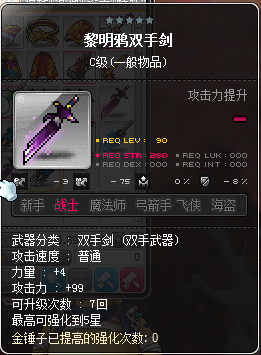 黎明鸦双手剑
C级(一般物品)
攻击力提升
REQ LEV : 90
REQ STR : 280 REQ LUK : 000
REQ DEX : 000 REQ INT : 000
-3 -75 0% -8%
新手 战士 魔法师 弓箭手 飞侠 海盗
武器分类 : 双手剑 (双手武器)
攻击速度 : 普通
力量 : +4
攻击力 : +99
可升级次数 : 7回
最高可强化到5星
金锤子已提高的强化次数: 0